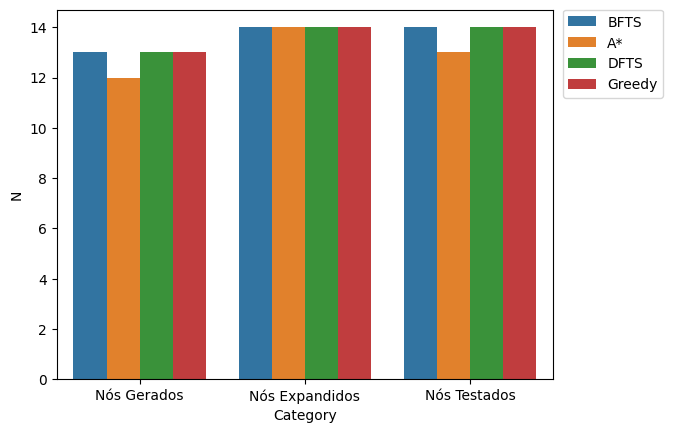 14
12
10
8
6
4
2
0
N
Nós Gerados
Nós Expandidos
Nós Testados
Category
BFTS
A*
DFTS
Greedy